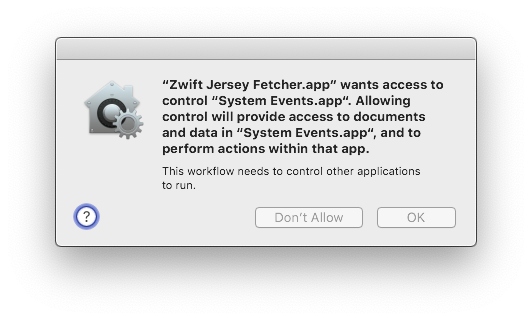 “Zwift Jersey Fetcher.app” wants access to
control “System Events.app“. Allowing
control will provide access to documents
and data in “System Events.app“, and to
perform actions within that app.
This workflow needs to control other applications
to run.
?
Don’t Allow
OK